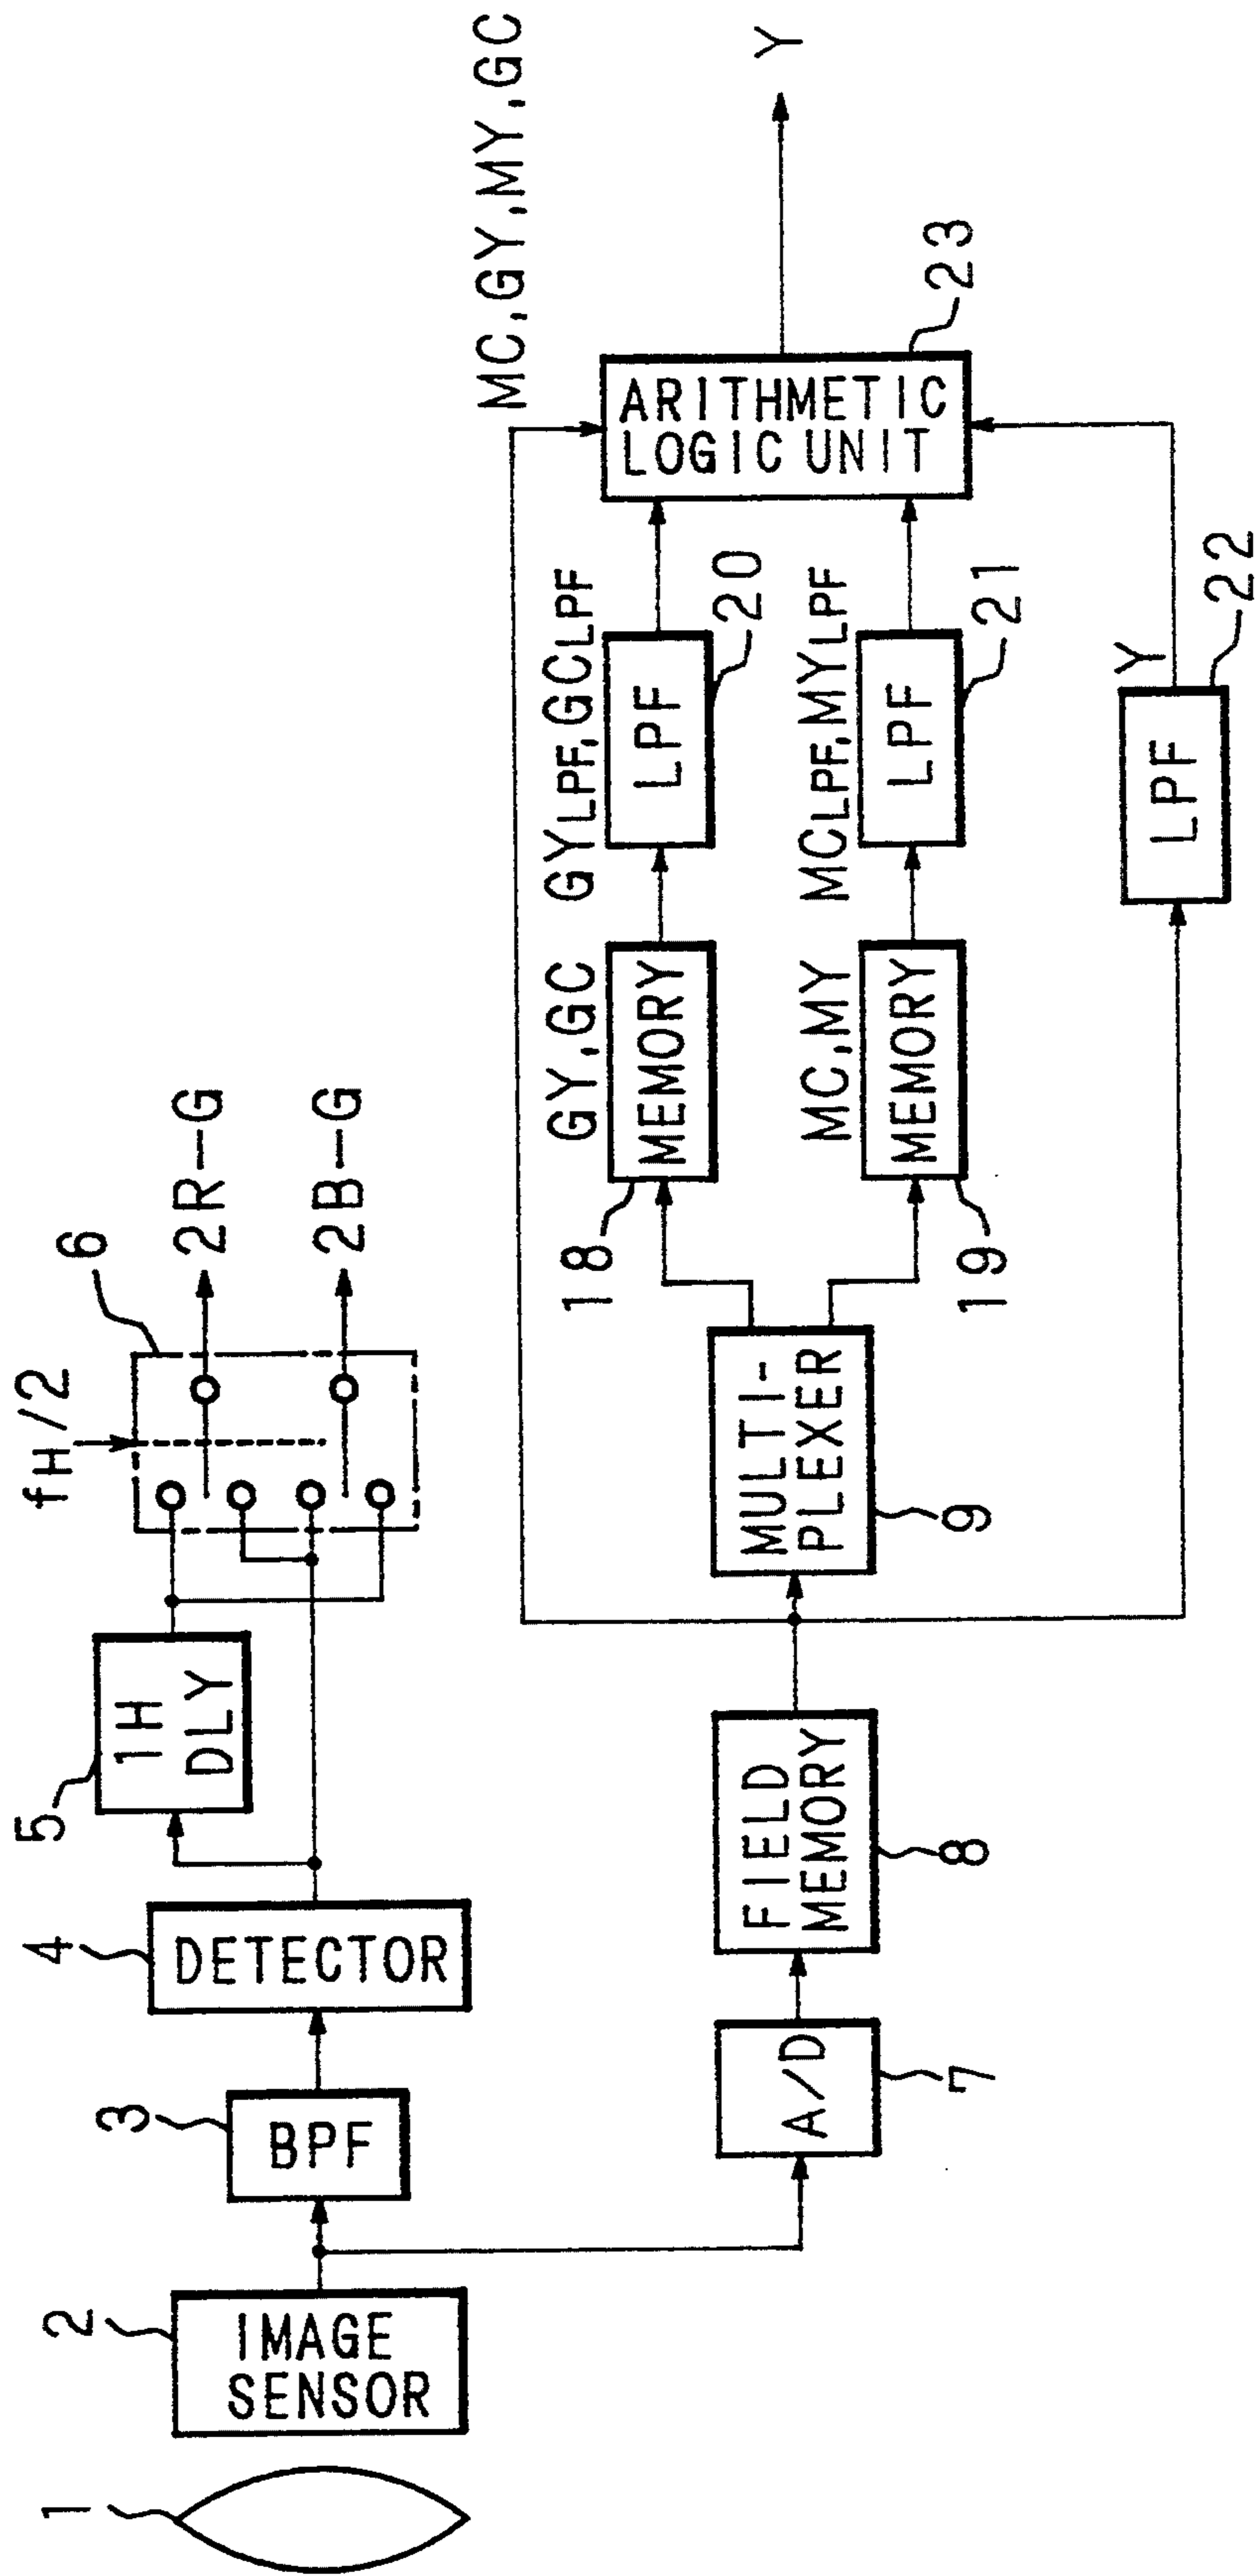 1
2
IMAGE
SENSOR
3
BPF
4
DETECTOR
5
1H
DLY
fH/2
6
2R-G
2B-G
7
A/D
8
FIELD
MEMORY
9
MULTI-
PLEXER
18
GY,GC
MEMORY
GYLPF,GCLPF
LPF
20
19
MC,MY
MEMORY
MCLPF,MYLPF
LPF
21
LPF
22
Y
MC,GY,MY,GC
ARITHMETIC
LOGIC UNIT
23
Y